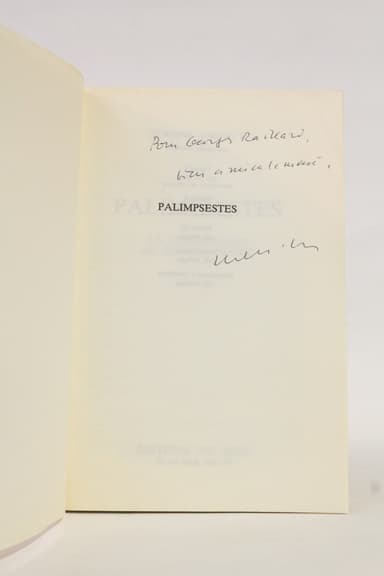 Pour Georges Raillard,
bien amicalement,
PALIMPSESTES